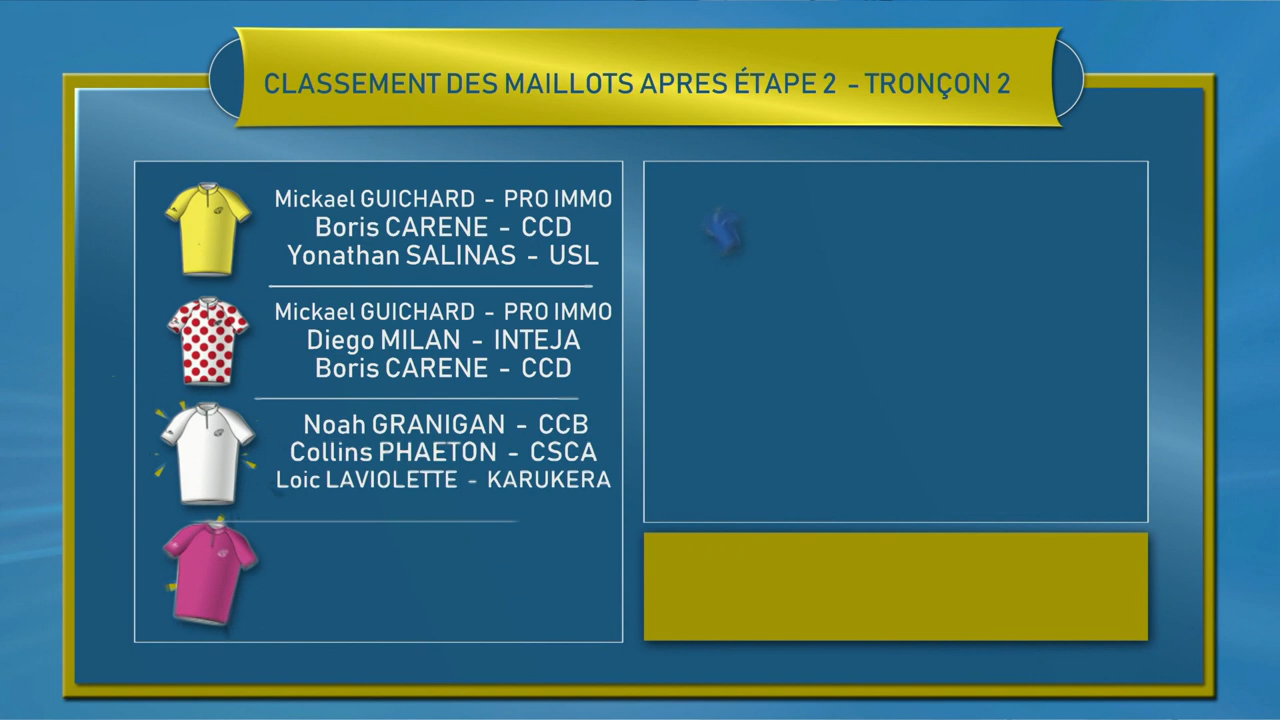 CLASSEMENT DES MAILLOTS APRES ÉTAPE 2 - TRONÇON 2
Mickael GUICHARD - PRO IMMO
Boris CARENE - CCD
Yonathan SALINAS - USL
Mickael GUICHARD - PRO IMMO
Diego MILAN - INTEJA
Boris CARENE - CCD
Noah GRANIGAN - CCB
Collins PHAETON - CSCA
Loic LAVIOLETTE - KARUKERA